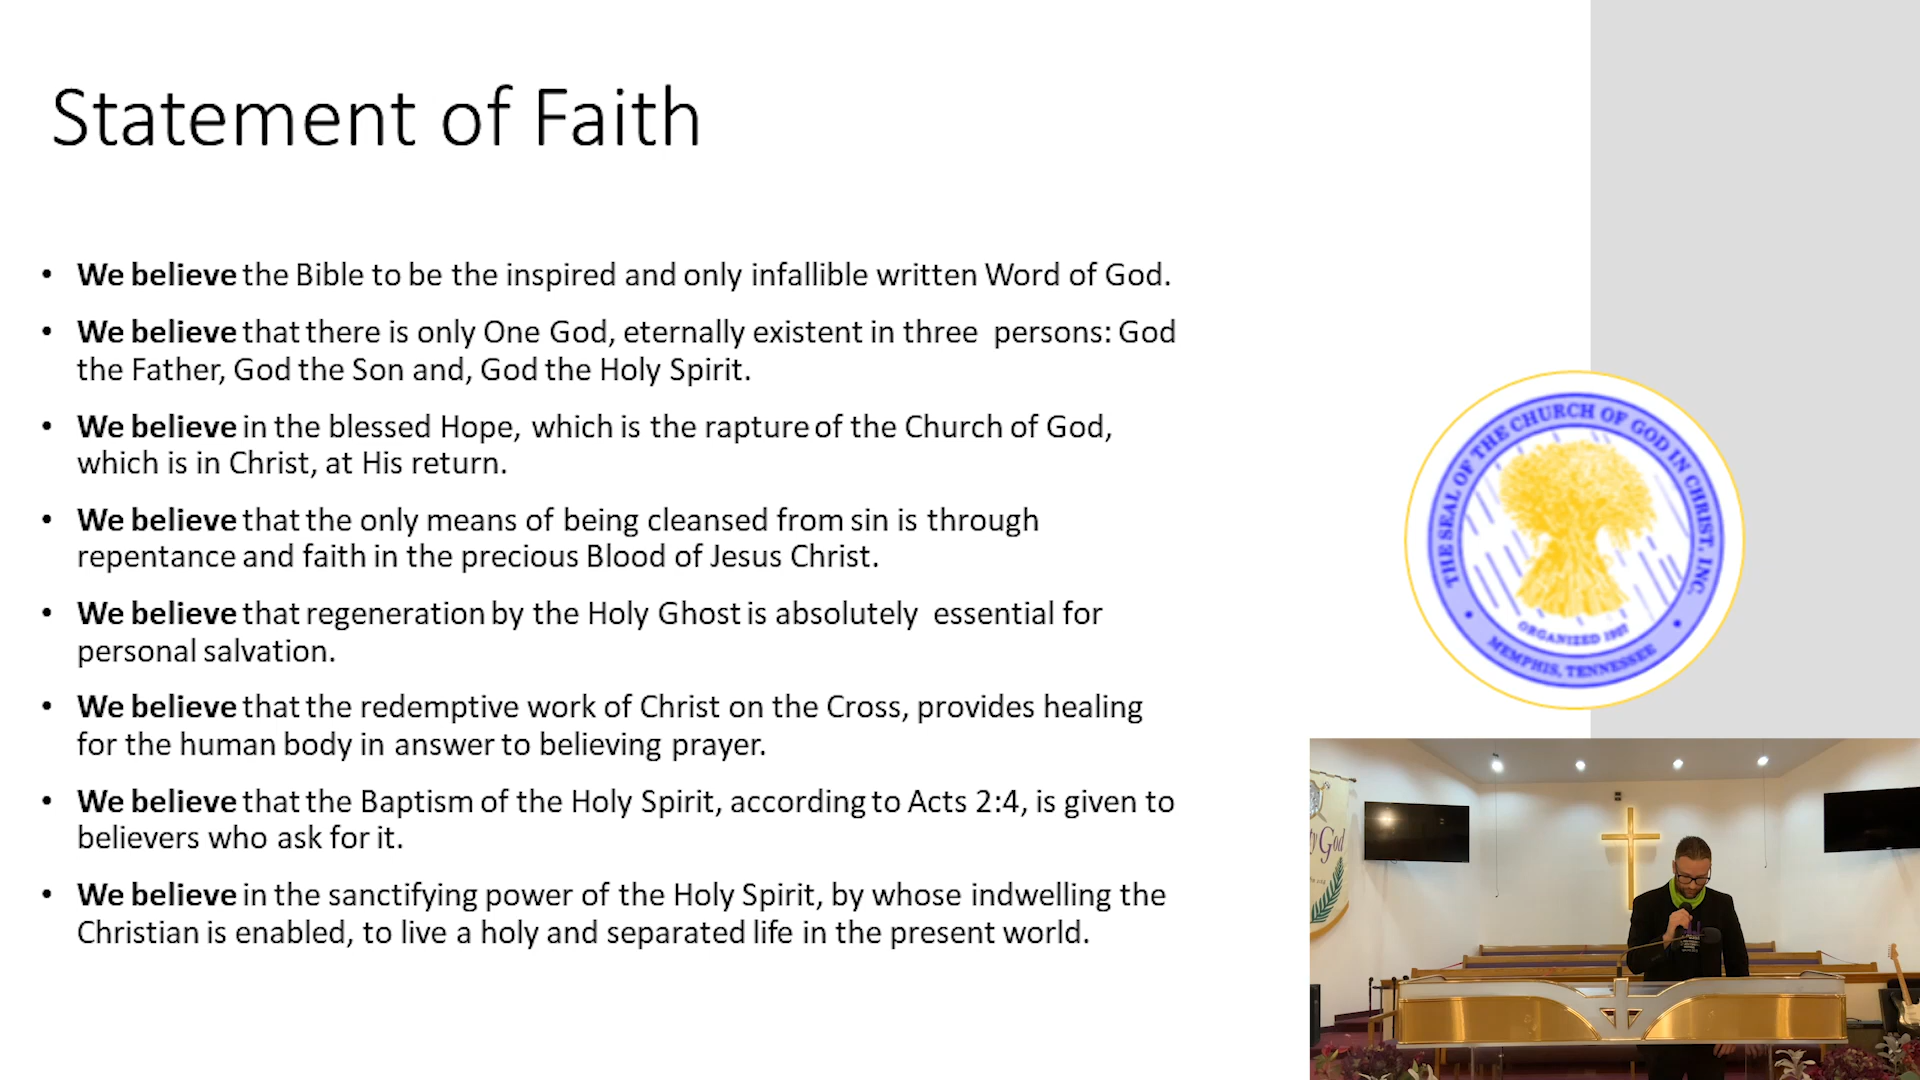 Statement of Faith
• We believe the Bible to be the inspired and only infallible written Word of God.
• We believe that there is only One God, eternally existent in three persons: God
the Father, God the Son and, God the Holy Spirit.
• We believe in the blessed Hope, which is the rapture of the Church of God,
which is in Christ, at His return.
• We believe that the only means of being cleansed from sin is through
repentance and faith in the precious Blood of Jesus Christ.
• We believe that regeneration by the Holy Ghost is absolutely essential for
personal salvation.
• We believe that the redemptive work of Christ on the Cross, provides healing
for the human body in answer to believing prayer.
• We believe that the Baptism of the Holy Spirit, according to Acts 2:4, is given to
believers who ask for it.
• We believe in the sanctifying power of the Holy Spirit, by whose indwelling the
Christian is enabled, to live a holy and separated life in the present world.
THE SEAL OF THE CHURCH OF GOD IN CHRIST, INC.
ORGANIZED 1907
MEMPHIS, TENNESSEE
God